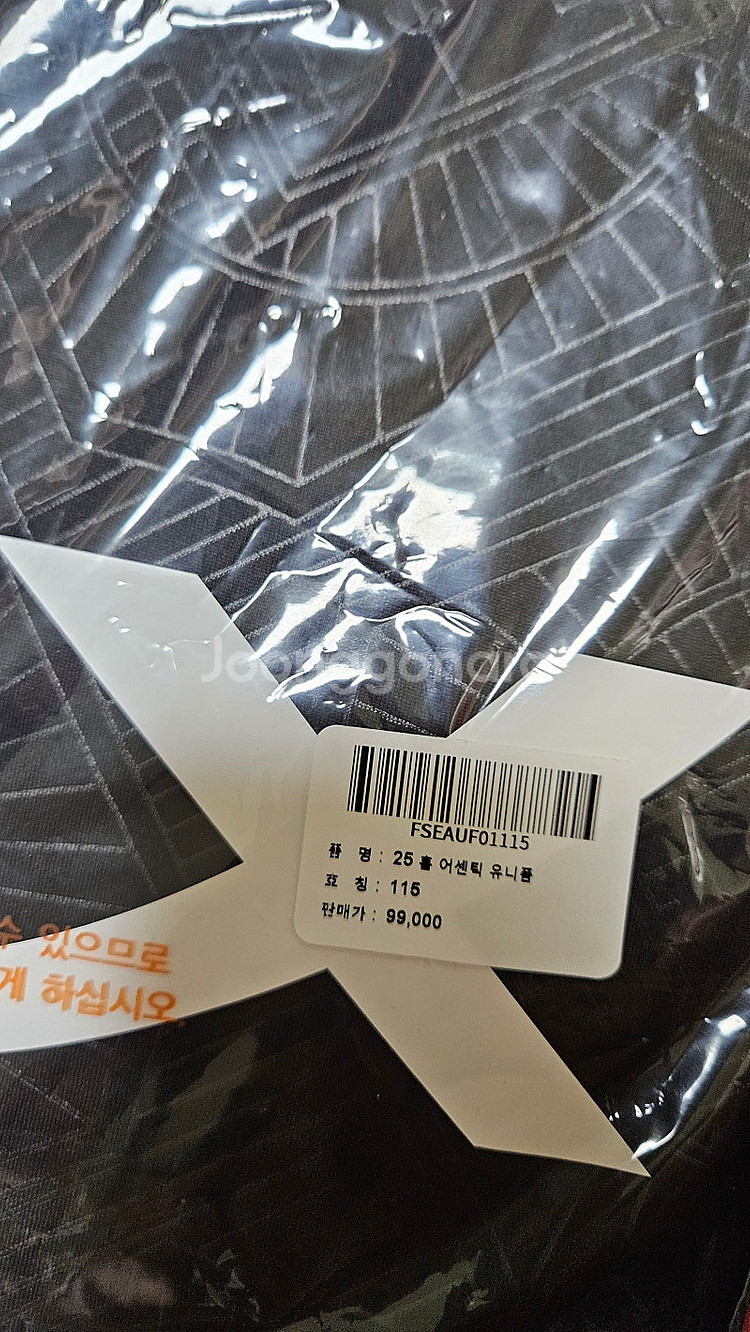 Joonggonara
FSEAUF01115
품 명 : 25 홈 어센틱 유니폼
호 칭 : 115
판매가 : 99,000
수 있으므로
게 하십시오.